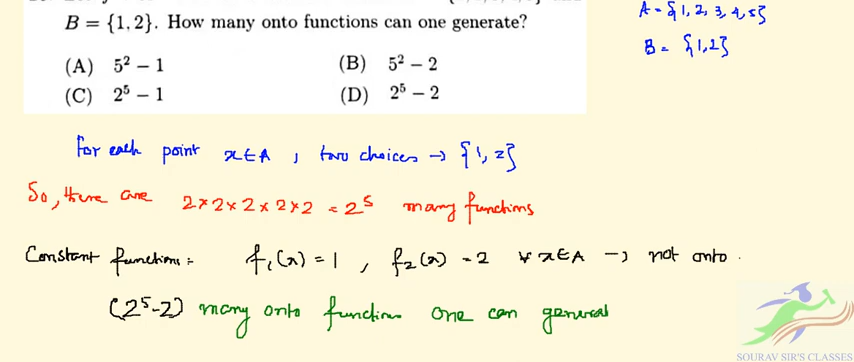 A = {1, 2, 3, 4, 5}
B = {1, 2}. How many onto functions can one generate?
B = {1, 2}
(A) 5² − 1
(B) 5² − 2
(C) 2⁵ − 1
(D) 2⁵ − 2
For each point x∈A, two choices → {1, 2}
So, there are 2×2×2×2×2 = 2⁵ many functions
Constant functions:- f₁(x) = 1, f₂(x) = 2 ∀ x∈A → not onto.
(2⁵-2) many onto function one can general
SOURAV SIR'S CLASSES